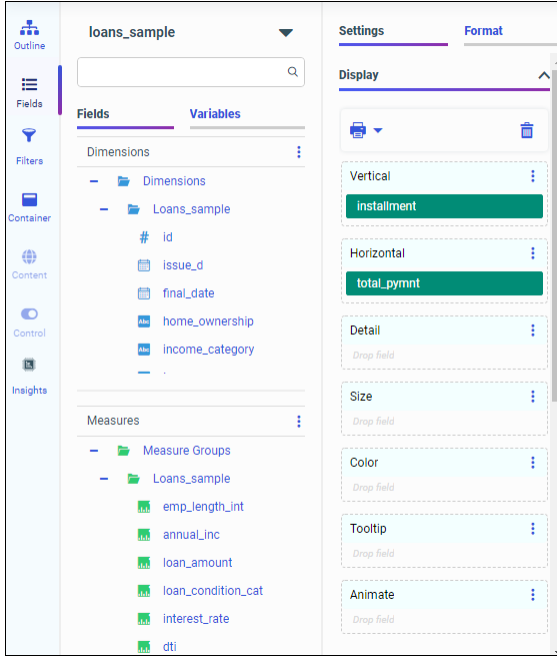 Outline
Fields
Filters
Container
Content
Control
Insights
loans_sample
Fields
Variables
Dimensions
Dimensions
Loans_sample
# id
issue_d
final_date
Abc home_ownership
Abc income_category
Measures
Measure Groups
Loans_sample
emp_length_int
annual_inc
loan_amount
loan_condition_cat
interest_rate
dti
Settings
Format
Display
Vertical
installment
Horizontal
total_pymnt
Detail
Drop field
Size
Drop field
Color
Drop field
Tooltip
Drop field
Animate
Drop field